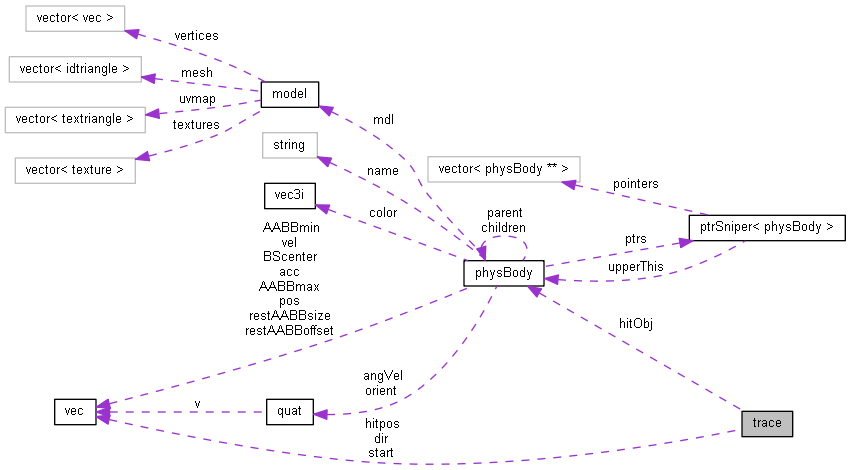 vector< vec >
vertices
vector< idtriangle >
mesh
model
uvmap
vector< textriangle >
textures
mdl
string
vector< texture >
vector< physBody ** >
name
pointers
vec3i
color
parent
children
ptrSniper< physBody >
AABBmin
vel
BScenter
acc
AABBmax
pos
restAABBsize
restAABBoffset
ptrs
physBody
upperThis
hitObj
angVel
orient
vec
v
quat
hitpos
dir
start
trace